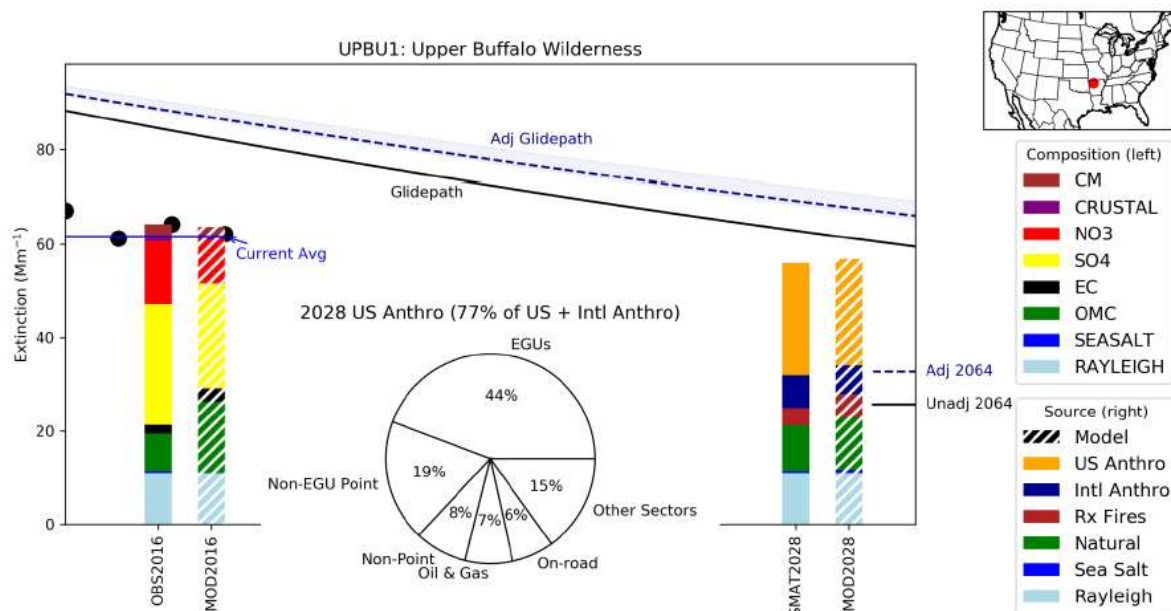 UPBU1: Upper Buffalo Wilderness
Extinction (Mm⁻¹)
80
60
40
20
0
Adj Glidepath
Glidepath
Current Avg
2028 US Anthro (77% of US + Intl Anthro)
EGUs
44%
19%
Non-EGU Point
8%
Non-Point
7%
Oil & Gas
6%
On-road
15%
Other Sectors
Adj 2064
Unadj 2064
OBS2016
MOD2016
SMAT2028
MOD2028
Composition (left)
CM
CRUSTAL
NO3
SO4
EC
OMC
SEASALT
RAYLEIGH
Source (right)
Model
US Anthro
Intl Anthro
Rx Fires
Natural
Sea Salt
Rayleigh